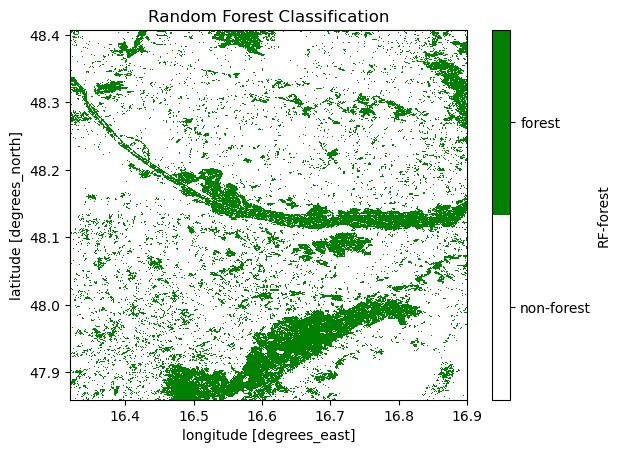 Random Forest Classification
48.4
48.3
48.2
48.1
48.0
47.9
latitude [degrees_north]
16.4 16.5 16.6 16.7 16.8 16.9
longitude [degrees_east]
forest
non-forest
RF-forest